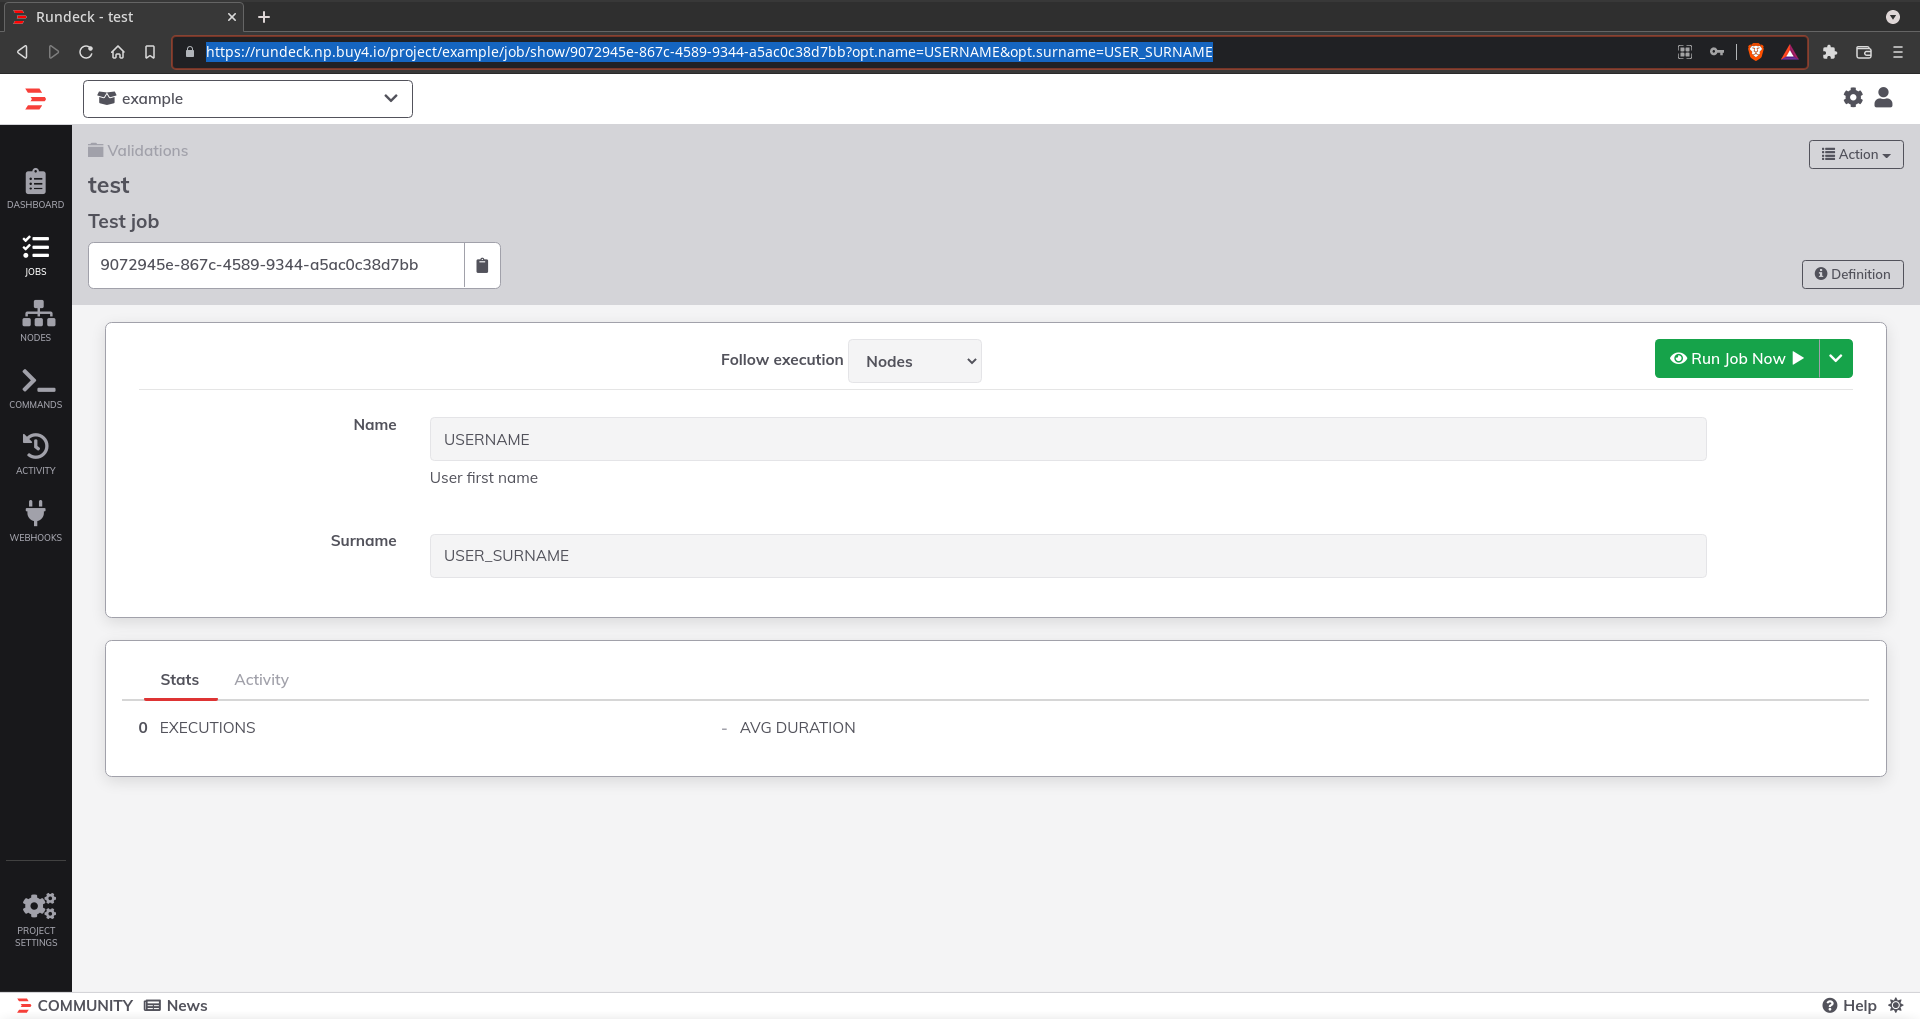 Rundeck - test
https://rundeck.np.buy4.io/project/example/job/show/9072945e-867c-4589-9344-a5ac0c38d7bb?opt.name=USERNAME&opt.surname=USER_SURNAME
example
Validations
Action
test
Test job
9072945e-867c-4589-9344-a5ac0c38d7bb
Definition
DASHBOARD
JOBS
NODES
COMMANDS
ACTIVITY
WEBHOOKS
PROJECT
SETTINGS
Follow execution Nodes
Run Job Now
Name
USERNAME
User first name
Surname
USER_SURNAME
Stats Activity
0 EXECUTIONS
- AVG DURATION
COMMUNITY News
Help